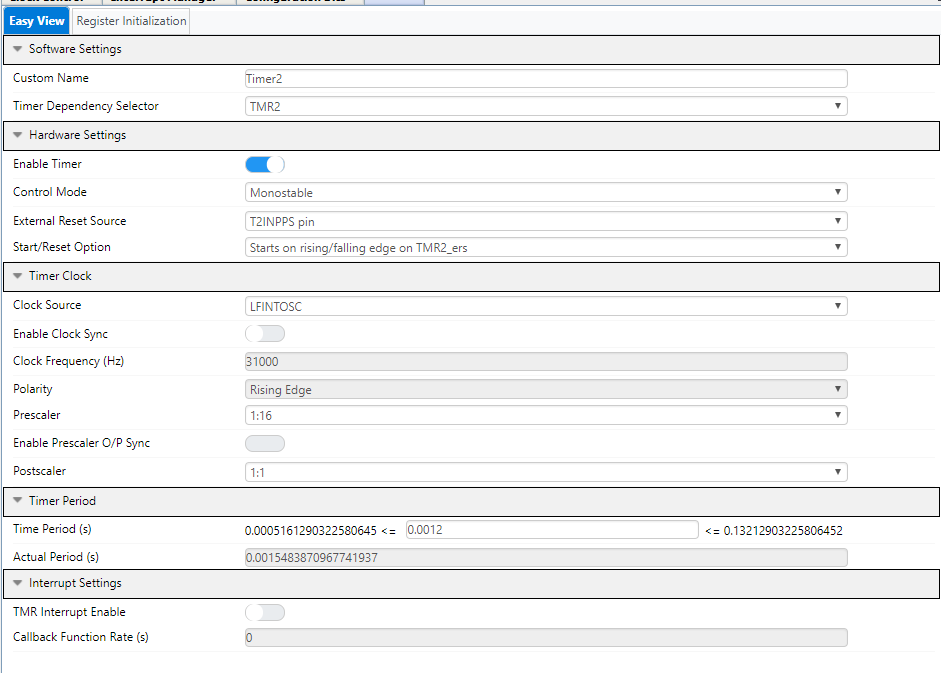 Easy View Register Initialization
Software Settings
Custom Name Timer2
Timer Dependency Selector TMR2
Hardware Settings
Enable Timer
Control Mode Monostable
External Reset Source T2INPPS pin
Start/Reset Option Starts on rising/falling edge on TMR2_ers
Timer Clock
Clock Source LFINTOSC
Enable Clock Sync
Clock Frequency (Hz) 31000
Polarity Rising Edge
Prescaler 1:16
Enable Prescaler O/P Sync
Postscaler 1:1
Timer Period
Time Period (s) 0.0005161290322580645 <= 0.0012 <= 0.13212903225806452
Actual Period (s) 0.0015483870967741937
Interrupt Settings
TMR Interrupt Enable
Callback Function Rate (s) 0